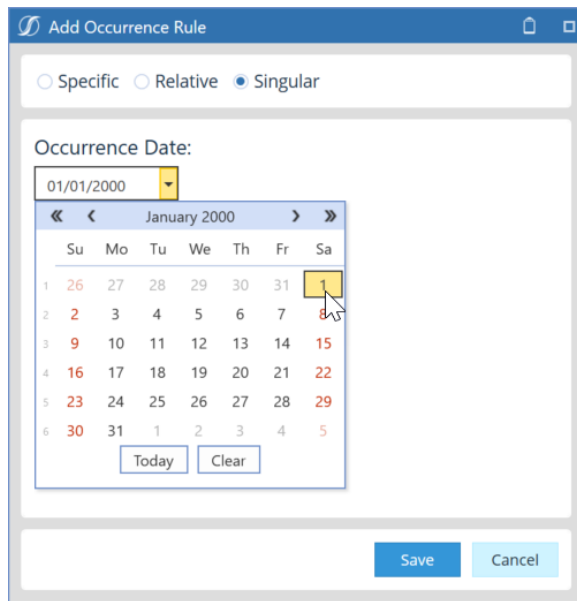 Add Occurrence Rule
Specific Relative Singular
Occurrence Date:
01/01/2000
January 2000
Su Mo Tu We Th Fr Sa
1 26 27 28 29 30 31 1
2 2 3 4 5 6 7 8
3 9 10 11 12 13 14 15
4 16 17 18 19 20 21 22
5 23 24 25 26 27 28 29
6 30 31 1 2 3 4 5
Today Clear
Save Cancel